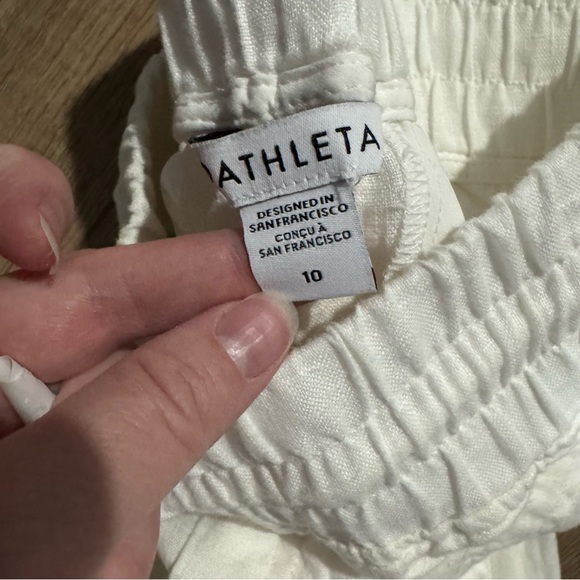 ATHLETA
DESIGNED IN
SAN FRANCISCO
CONÇU À
SAN FRANCISCO
10